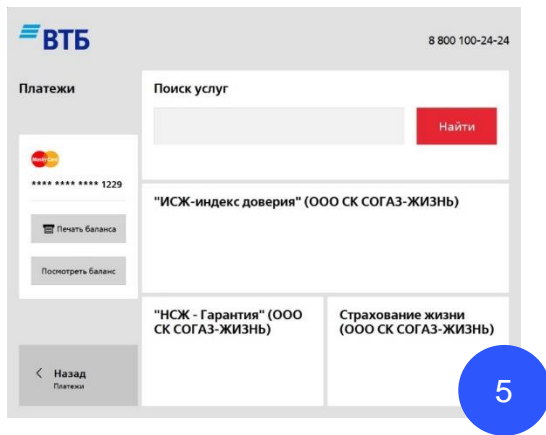 ВТБ
8 800 100-24-24
Платежи
Поиск услуг
Найти
MasterCard
**** **** **** 1229
Печать баланса
Посмотреть баланс
"ИСЖ-индекс доверия" (ООО СК СОГАЗ-ЖИЗНЬ)
"НСЖ - Гарантия" (ООО
СК СОГАЗ-ЖИЗНЬ)
Страхование жизни
(ООО СК СОГАЗ-ЖИЗНЬ)
Назад
Платежи
5